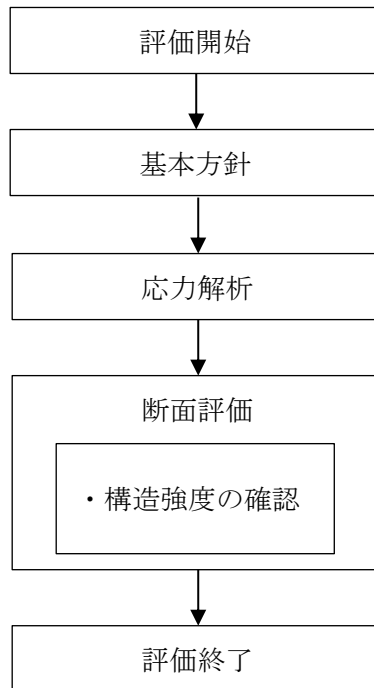 評価開始
基本方針
応力解析
断面評価
・構造強度の確認
評価終了